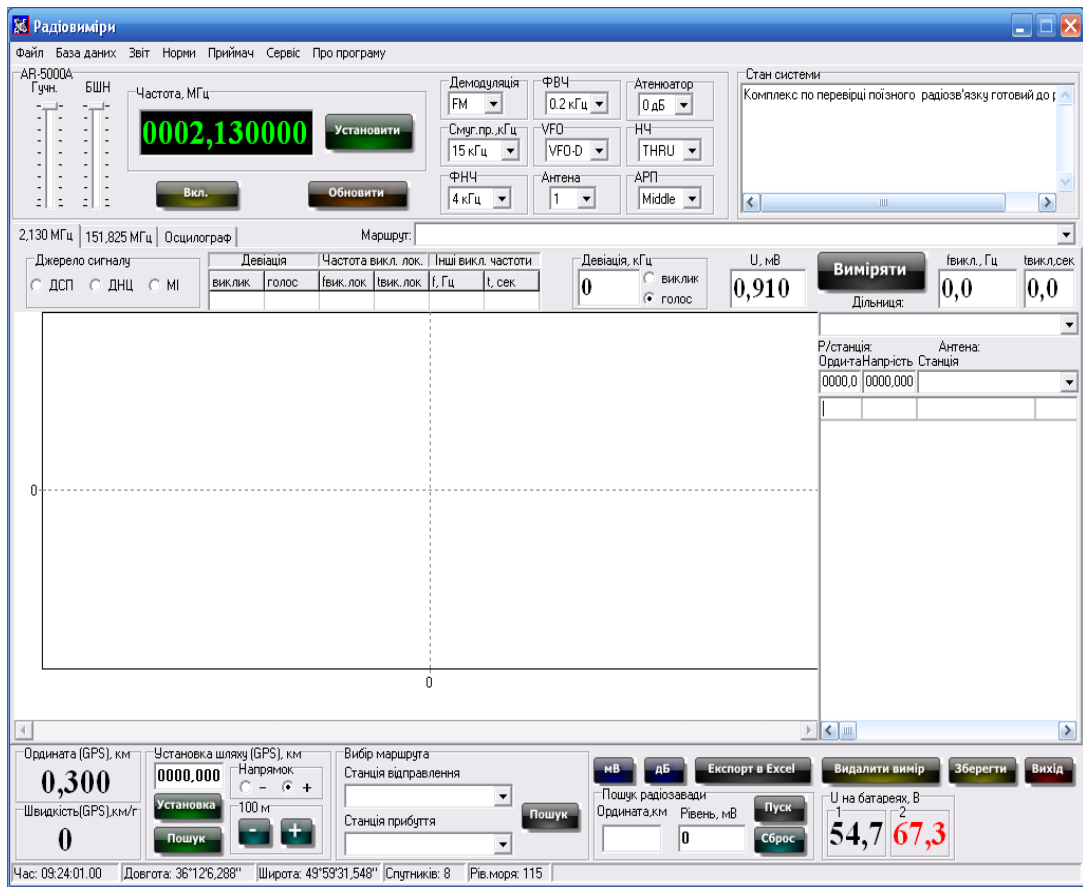 Радіовиміри
Файл База даних Звіт Норми Приймач Сервіс Про програму
AR-5000A
Гучн. БШН
Частота, МГц
0002,130000
Установити
Вкл.
Обновити
Демодуляція ФВЧ Атенюатор
FM 0.2 кГц 0 дБ
Смуг.пр.,кГц VFO НЧ
15 кГц VFO-D THRU
ФНЧ Антена АРП
4 кГц 1 Middle
Стан системи
Комплекс по перевірці поїзного радіозв'язку готовий до р
2,130 МГц 151,825 МГц Осцилограф Маршрут:
Джерело сигналу
ДСП ДНЦ МІ
Девіація Частота викл. лок. Інші викл. частоти
виклик голос fвик.лок tвик.лок f, Гц t, сек
Девіація, кГц
0
виклик
голос
U, мВ
0,910
Виміряти
fвикл., Гц
0,0
tвикл,сек
0,0
Дільниця:
Р/станція: Антена:
Орди-та Напр-ість Станція
0000,0 0000,000
0
0
Ордината (GPS), км
0,300
Швидкість(GPS),км/г
0
Установка шляху (GPS), км
0000,000
Напрямок
- +
Установка
Пошук
100 м
- +
Вибір маршрута
Станція відправлення
Станція прибуття
Пошук
мВ дБ Експорт в Excel Видалити вимір Зберегти Вихід
Пошук радіозавади
Ордината,км Рівень, мВ
0
Пуск
Сброс
U на батареях, В
1 2
54,7 67,3
Час: 09:24:01.00 Довгота: 36°12'6,288'' Широта: 49°59'31,548'' Спутників: 8 Рів.моря: 115